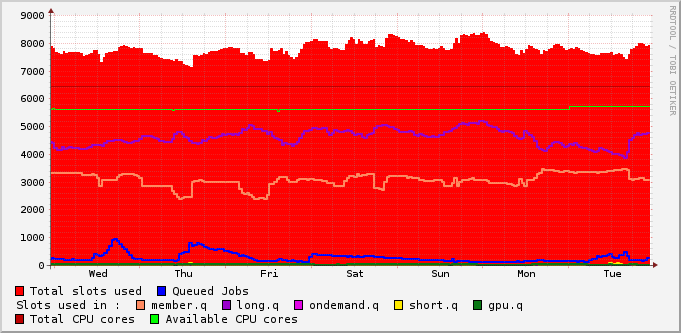 9000
8000
7000
6000
5000
4000
3000
2000
1000
0
Wed Thu Fri Sat Sun Mon Tue
RRDTOOL / TOBI OETIKER
Total slots used Queued Jobs
Slots used in : member.q long.q ondemand.q short.q gpu.q
Total CPU cores Available CPU cores